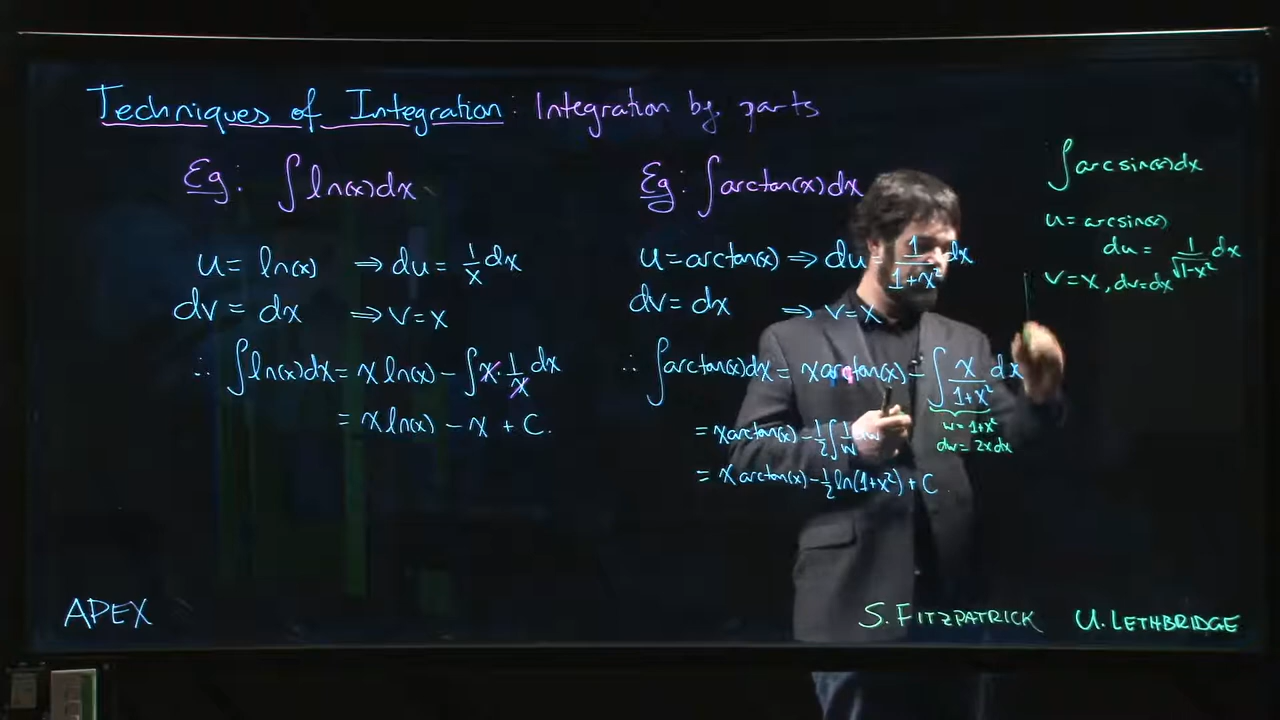 Techniques of Integration: Integration by parts
Eg: ∫ln(x)dx
u = ln(x) ⇒ du = 1/x dx
dv = dx ⇒ v = x
∴ ∫ln(x)dx = x ln(x) − ∫x·1/x dx
= x ln(x) − x + C.
Eg: ∫arctan(x)dx
u = arctan(x) ⇒ du = 1/(1+x²) dx
dv = dx ⇒ v = x
∴ ∫arctan(x)dx = x arctan(x) − ∫ x/(1+x²) dx
w = 1+x²
dw = 2x dx
= x arctan(x) − 1/2 ∫ 1/w dw
= x arctan(x) − 1/2 ln(1+x²) + C
∫arcsin(x)dx
u = arcsin(x)
du = 1/√(1−x²) dx
v = x, dv = dx
APEX
S. FITZPATRICK U. LETHBRIDGE